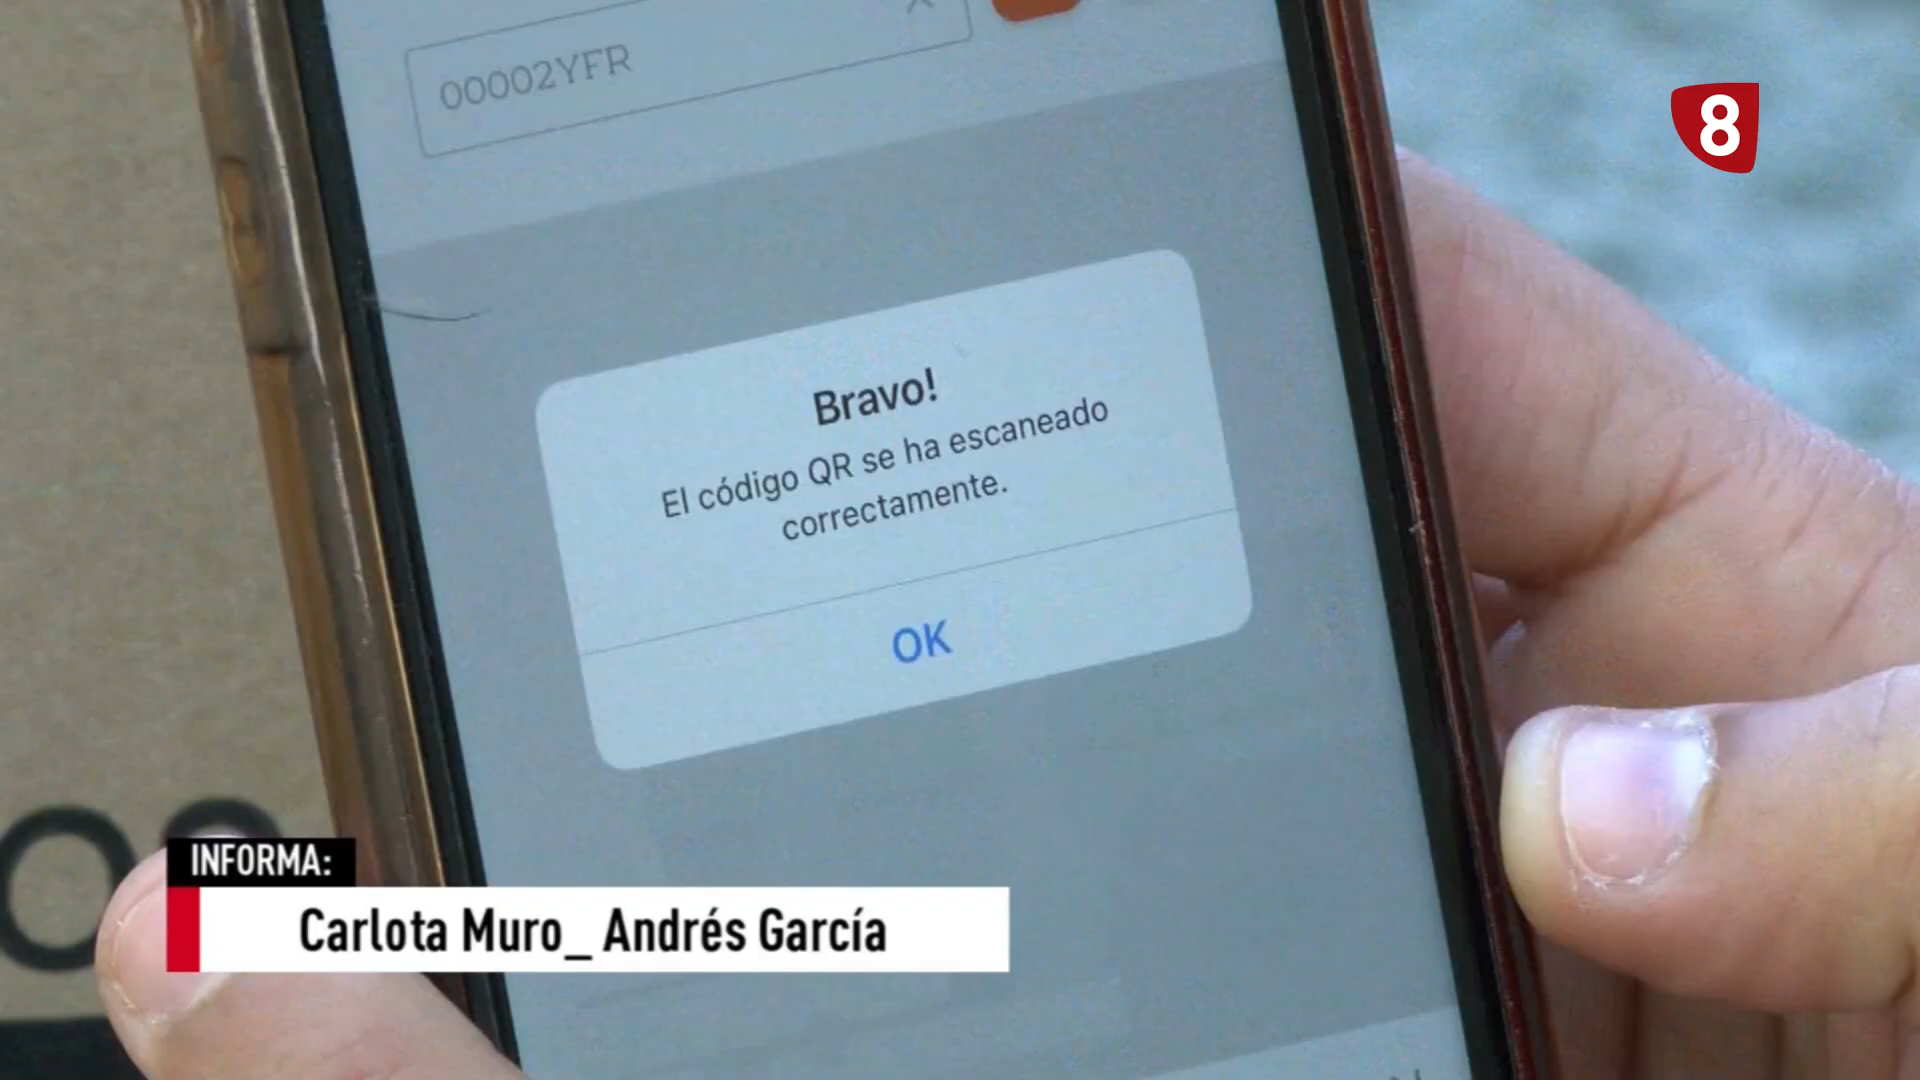 00002YFR
8
Bravo!
El código QR se ha escaneado
correctamente.
OK
INFORMA:
Carlota Muro_ Andrés García